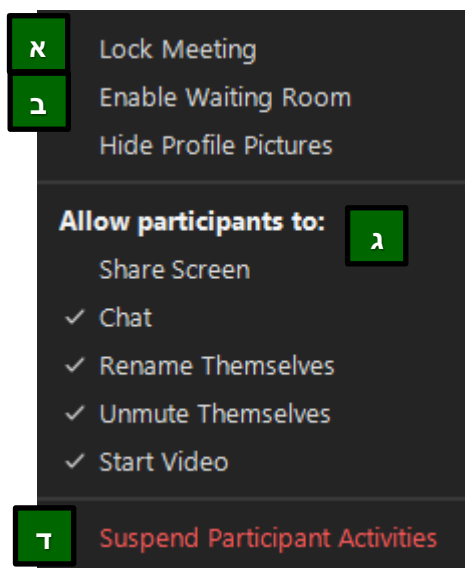 א Lock Meeting
ב Enable Waiting Room
Hide Profile Pictures
Allow participants to: ג
Share Screen
✓ Chat
✓ Rename Themselves
✓ Unmute Themselves
✓ Start Video
ד Suspend Participant Activities